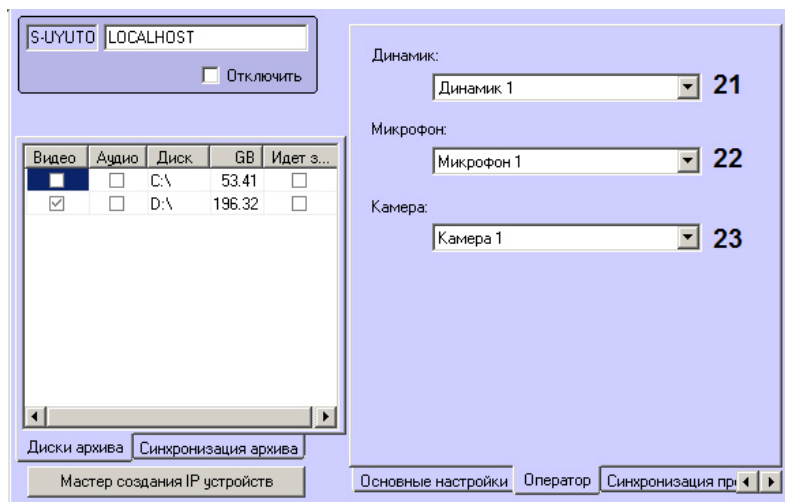 S-UYUTO LOCALHOST
Отключить
Видео Аудио Диск GB Идет з...
C:\ 53.41
D:\ 196.32
Диски архива Синхронизация архива
Мастер создания IP устройств
Динамик:
Динамик 1 21
Микрофон:
Микрофон 1 22
Камера:
Камера 1 23
Основные настройки Оператор Синхронизация пр